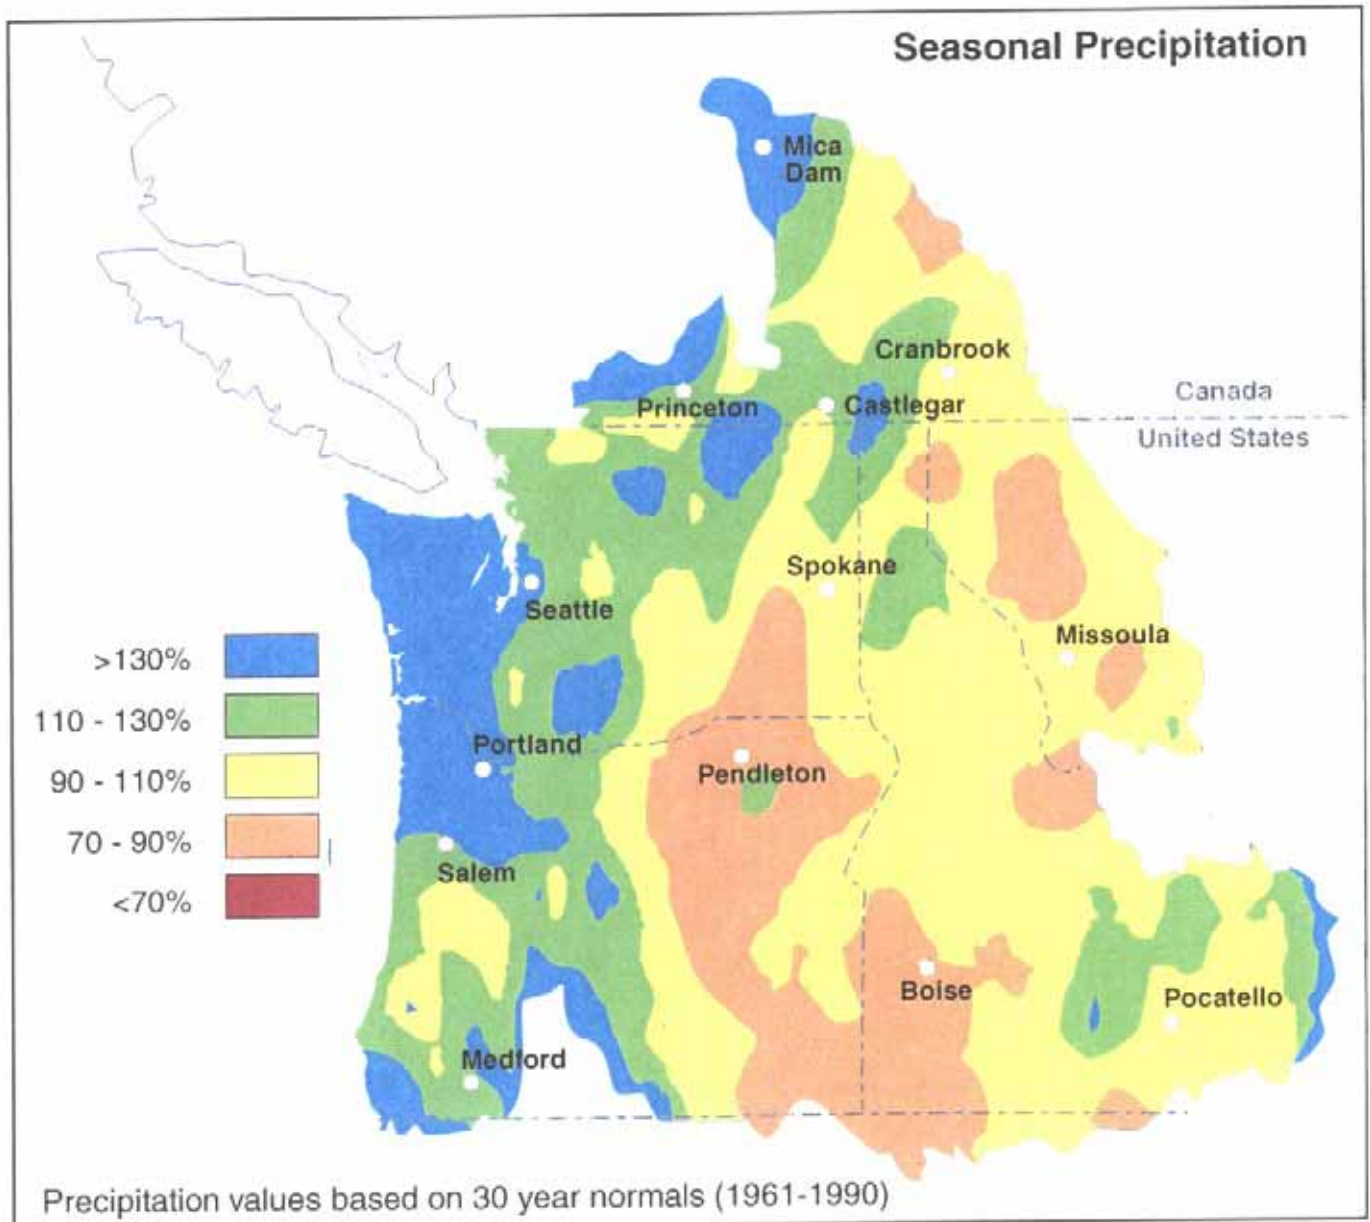 Seasonal Precipitation
Mica
Dam
Cranbrook
Canada
Princeton
Castlegar
United States
Spokane
Seattle
Missoula
>130%
110 - 130%
Portland
90 - 110%
Pendleton
70 - 90%
Salem
<70%
Boise
Pocatello
Medford
Precipitation values based on 30 year normals (1961-1990)